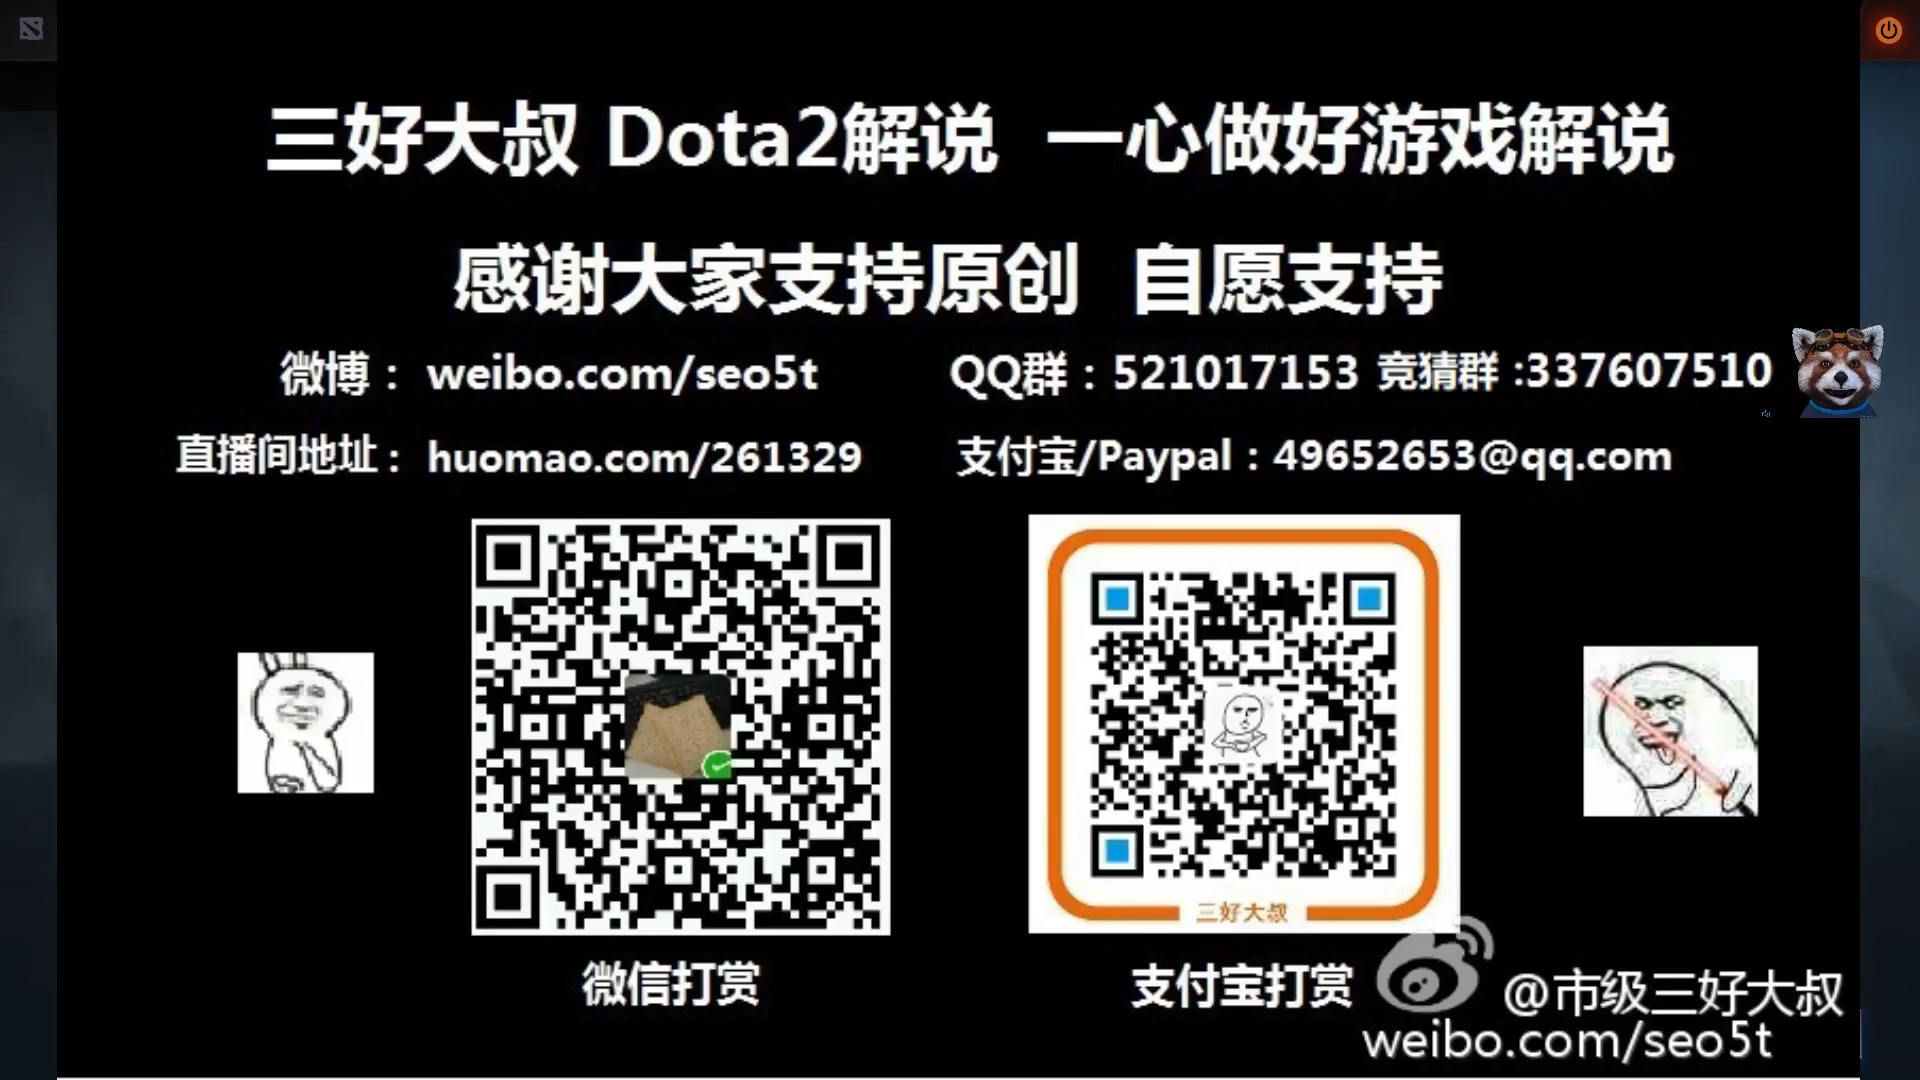 三好大叔 Dota2解说 一心做好游戏解说
感谢大家支持原创 自愿支持
微博： weibo.com/seo5t
QQ群：521017153 竞猜群:337607510
直播间地址： huomao.com/261329
支付宝/Paypal：49652653@qq.com
三好大叔
微信打赏
支付宝打赏
@市级三好大叔
weibo.com/seo5t